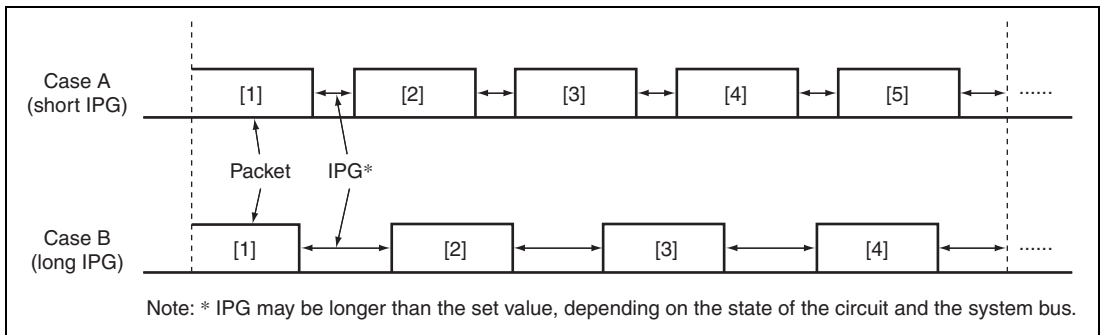 Case A
(short IPG)
[1]
[2]
[3]
[4]
[5]
......
Packet
IPG*
Case B
(long IPG)
[1]
[2]
[3]
[4]
......
Note: * IPG may be longer than the set value, depending on the state of the circuit and the system bus.